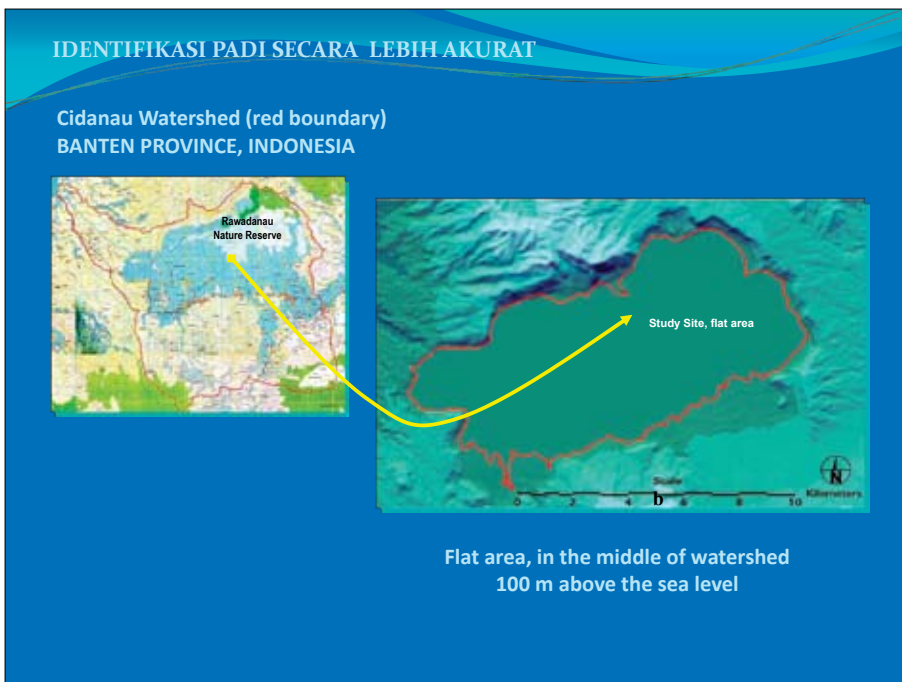 IDENTIFIKASI PADI SECARA LEBIH AKURAT
Cidanau Watershed (red boundary)
BANTEN PROVINCE, INDONESIA
Rawadanau
Nature Reserve
Study Site, flat area
N
Scale
0 2 4 b 6 8 10 Kilometers
Flat area, in the middle of watershed
100 m above the sea level